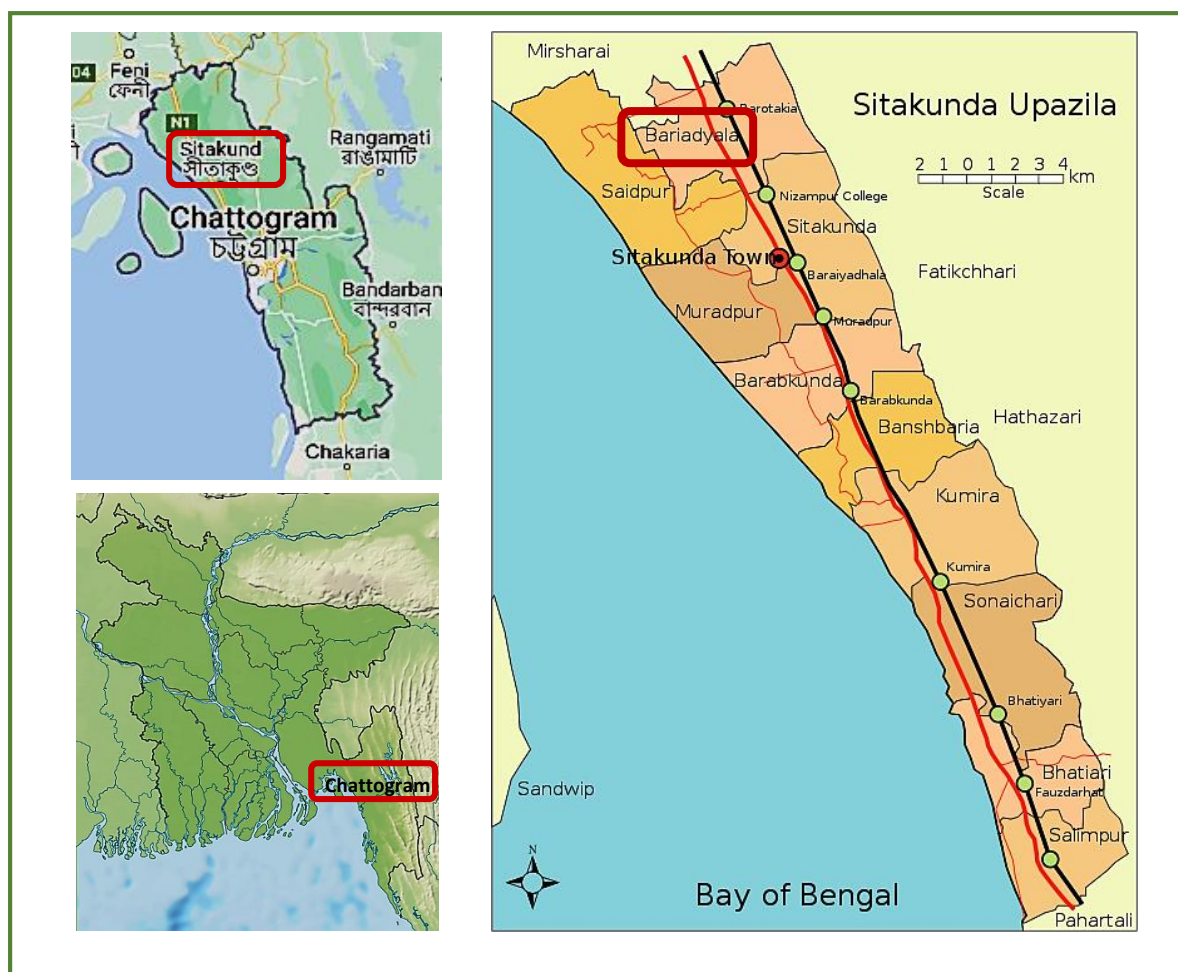 04
Feni
ফেনী
N1
Sitakund
সীতাকুণ্ড
Rangamati
রাঙামাটি
Chattogram
চট্টগ্রাম
Bandarban
বান্দরবান
Chakaria
Chattogram
Mirsharai
Sitakunda Upazila
Barotakia
Bariadyala
2 1 0 1 2 3 4 km
Scale
Saidpur
Nizampur College
Sitakunda
Sitakunda Town
Baraiyadhala
Fatikchhari
Muradpur
Muradpur
Barabkunda
Barabkunda
Banshbaria
Hathazari
Kumira
Kumira
Sonaichari
Bhatiyari
Bhatiari
Fauzdarhat
Sandwip
Salimpur
N
Bay of Bengal
Pahartali